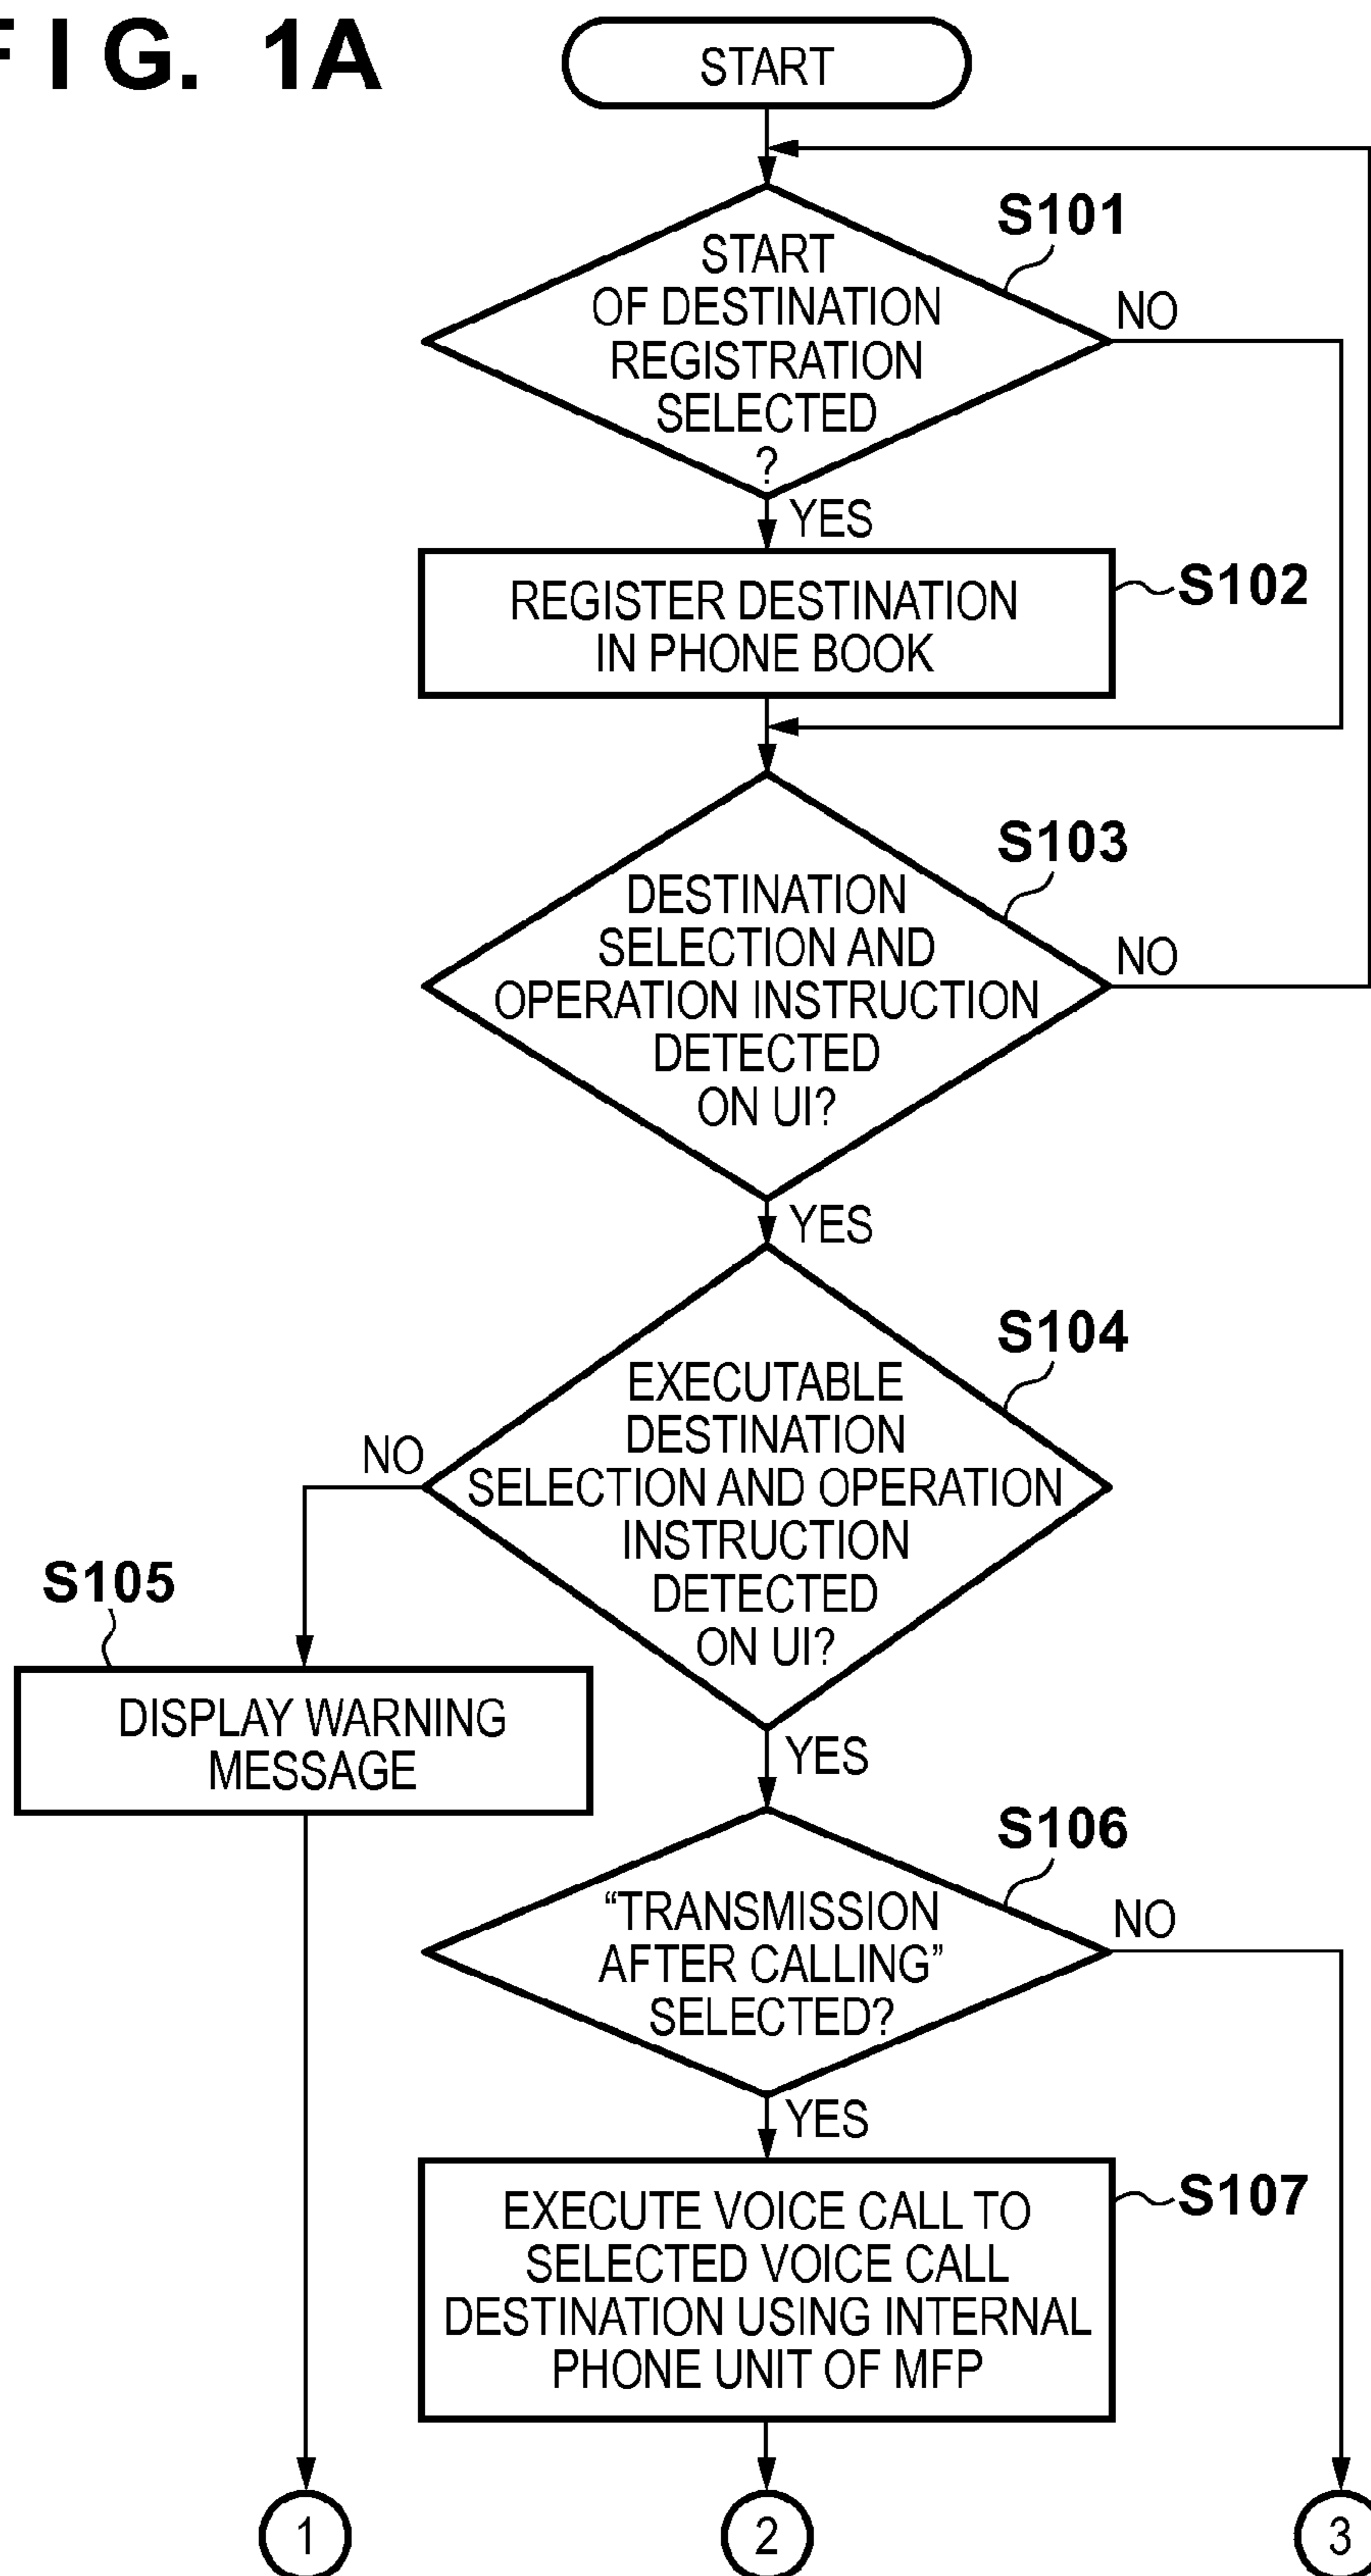 F I G. 1A
START
S101
START
OF DESTINATION
REGISTRATION
SELECTED
?
NO
YES
REGISTER DESTINATION
IN PHONE BOOK
S102
S103
DESTINATION
SELECTION AND
OPERATION INSTRUCTION
DETECTED
ON UI?
NO
YES
S104
EXECUTABLE
DESTINATION
SELECTION AND OPERATION
INSTRUCTION
DETECTED
ON UI?
NO
YES
S105
DISPLAY WARNING
MESSAGE
S106
“TRANSMISSION
AFTER CALLING”
SELECTED?
NO
YES
S107
EXECUTE VOICE CALL TO
SELECTED VOICE CALL
DESTINATION USING INTERNAL
PHONE UNIT OF MFP
1
2
3